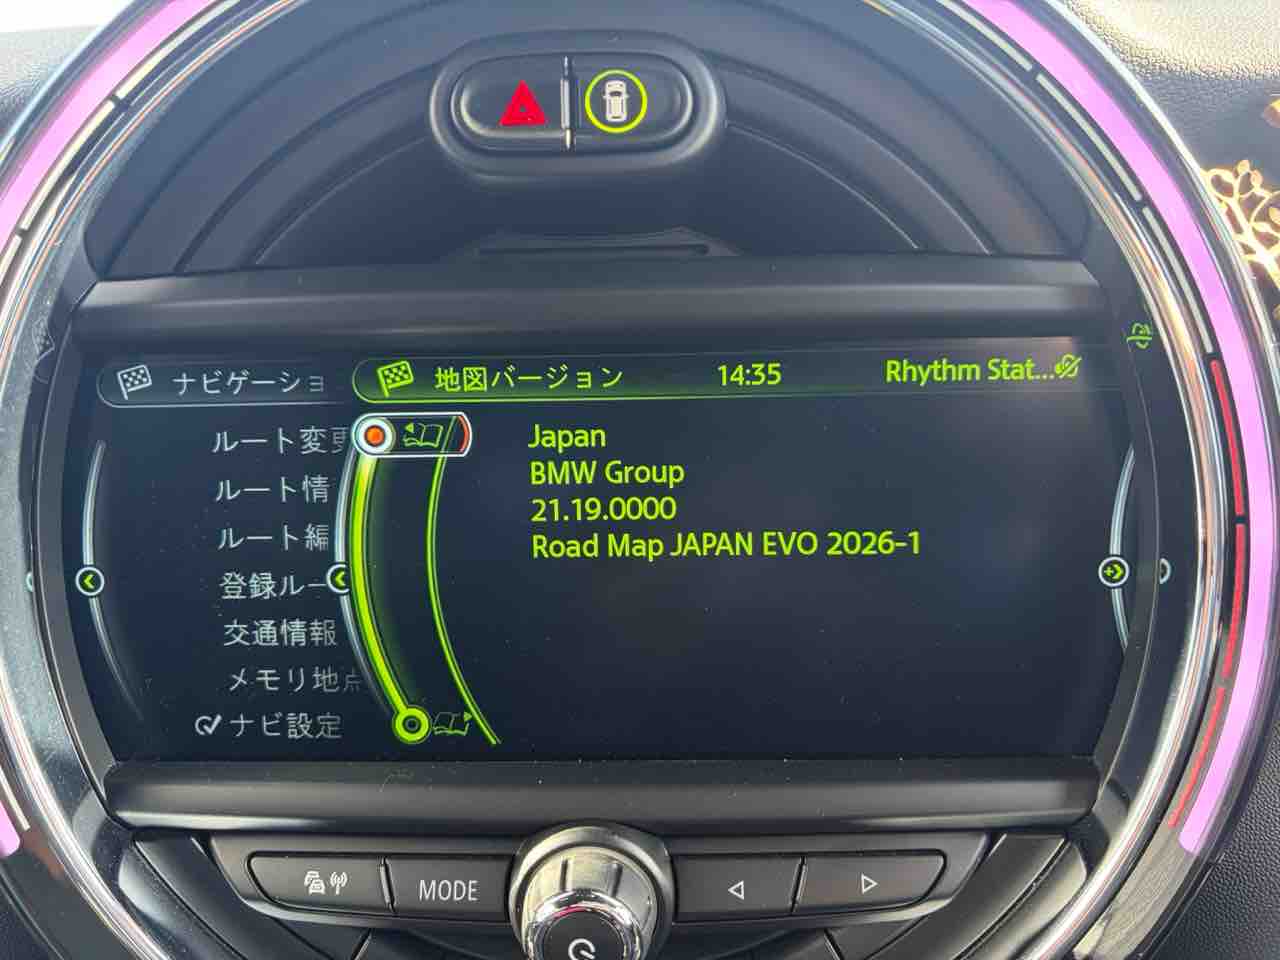 ナビゲーショ
地図バージョン
14:35
Rhythm Stat...
ルート変更
ルート情
ルート編
登録ルー
交通情報
メモリ地点
ナビ設定
Japan
BMW Group
21.19.0000
Road Map JAPAN EVO 2026-1
MODE